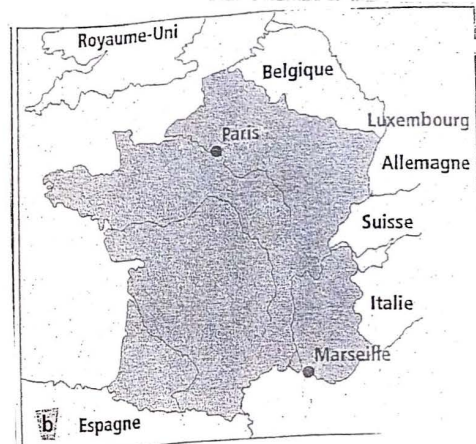 Royaume-Uni
Belgique
Luxembourg
Paris
Allemagne
Suisse
Italie
Marseille
b Espagne